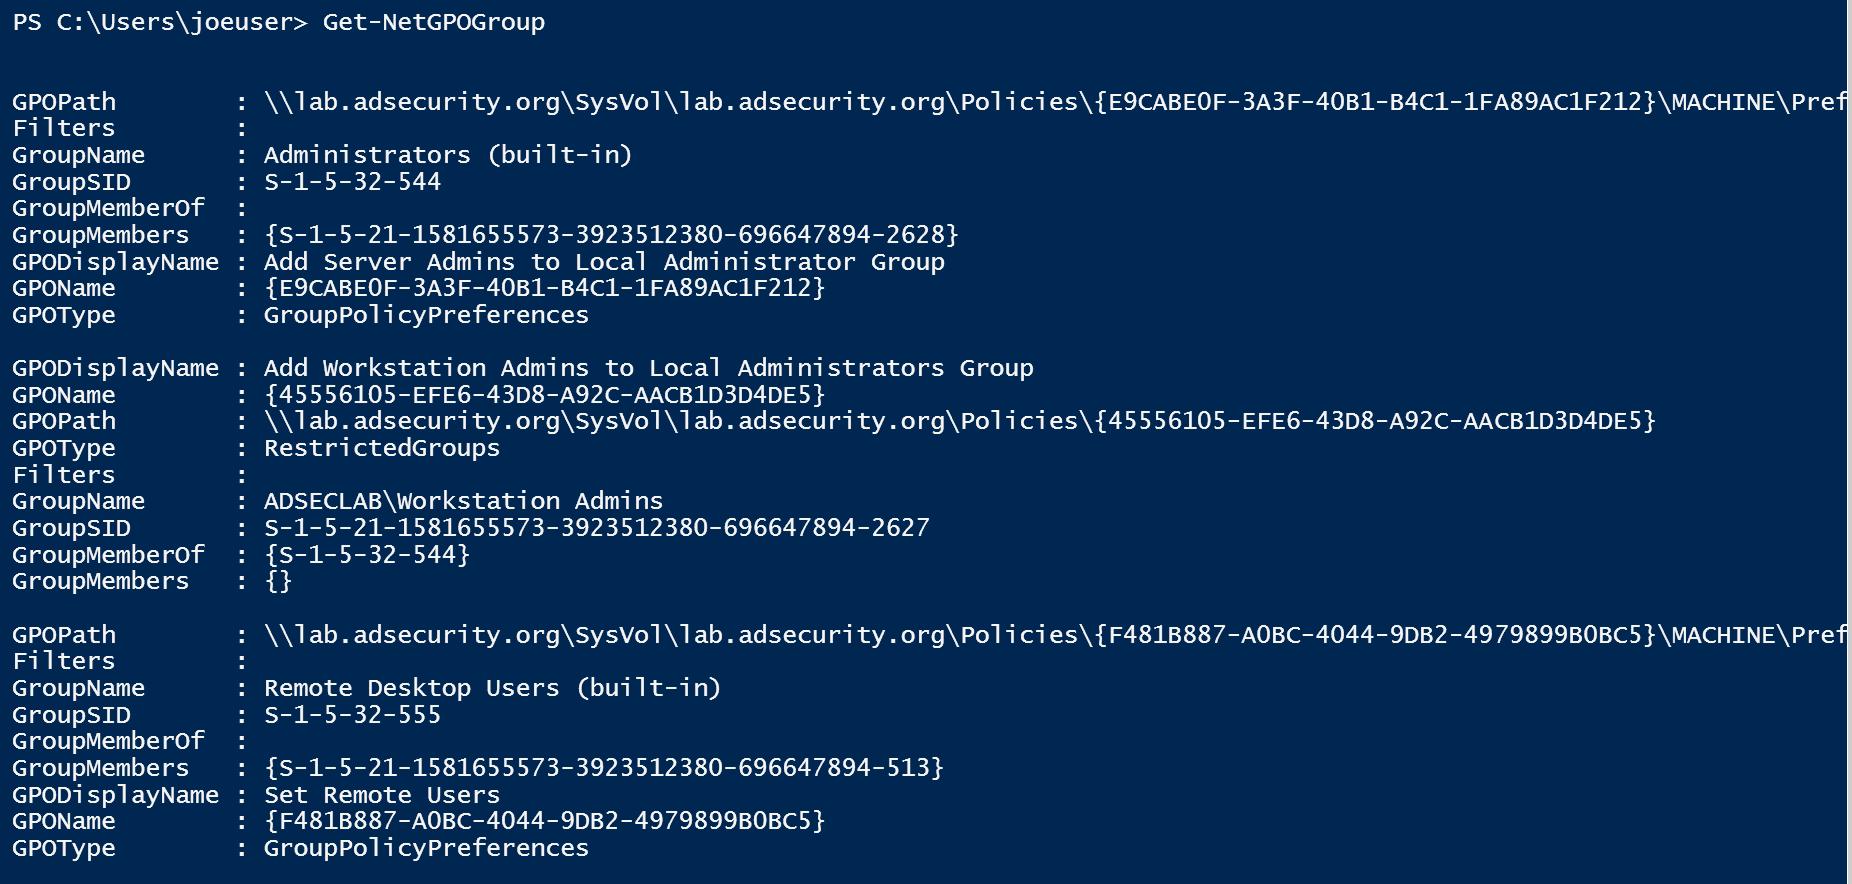 PS C:\Users\joeuser> Get-NetGPOGroup
GPOPath        : \\lab.adsecurity.org\SysVol\lab.adsecurity.org\Policies\{E9CABE0F-3A3F-40B1-B4C1-1FA89AC1F212}\MACHINE\Pref
Filters        :
GroupName      : Administrators (built-in)
GroupSID       : S-1-5-32-544
GroupMemberOf  :
GroupMembers   : {S-1-5-21-1581655573-3923512380-696647894-2628}
GPODisplayName : Add Server Admins to Local Administrator Group
GPOName        : {E9CABE0F-3A3F-40B1-B4C1-1FA89AC1F212}
GPOType        : GroupPolicyPreferences
GPODisplayName : Add Workstation Admins to Local Administrators Group
GPOName        : {45556105-EFE6-43D8-A92C-AACB1D3D4DE5}
GPOPath        : \\lab.adsecurity.org\SysVol\lab.adsecurity.org\Policies\{45556105-EFE6-43D8-A92C-AACB1D3D4DE5}
GPOType        : RestrictedGroups
Filters        :
GroupName      : ADSECLAB\Workstation Admins
GroupSID       : S-1-5-21-1581655573-3923512380-696647894-2627
GroupMemberOf  : {S-1-5-32-544}
GroupMembers   : {}
GPOPath        : \\lab.adsecurity.org\SysVol\lab.adsecurity.org\Policies\{F481B887-A0BC-4044-9DB2-4979899B0BC5}\MACHINE\Pref
Filters        :
GroupName      : Remote Desktop Users (built-in)
GroupSID       : S-1-5-32-555
GroupMemberOf  :
GroupMembers   : {S-1-5-21-1581655573-3923512380-696647894-513}
GPODisplayName : Set Remote Users
GPOName        : {F481B887-A0BC-4044-9DB2-4979899B0BC5}
GPOType        : GroupPolicyPreferences